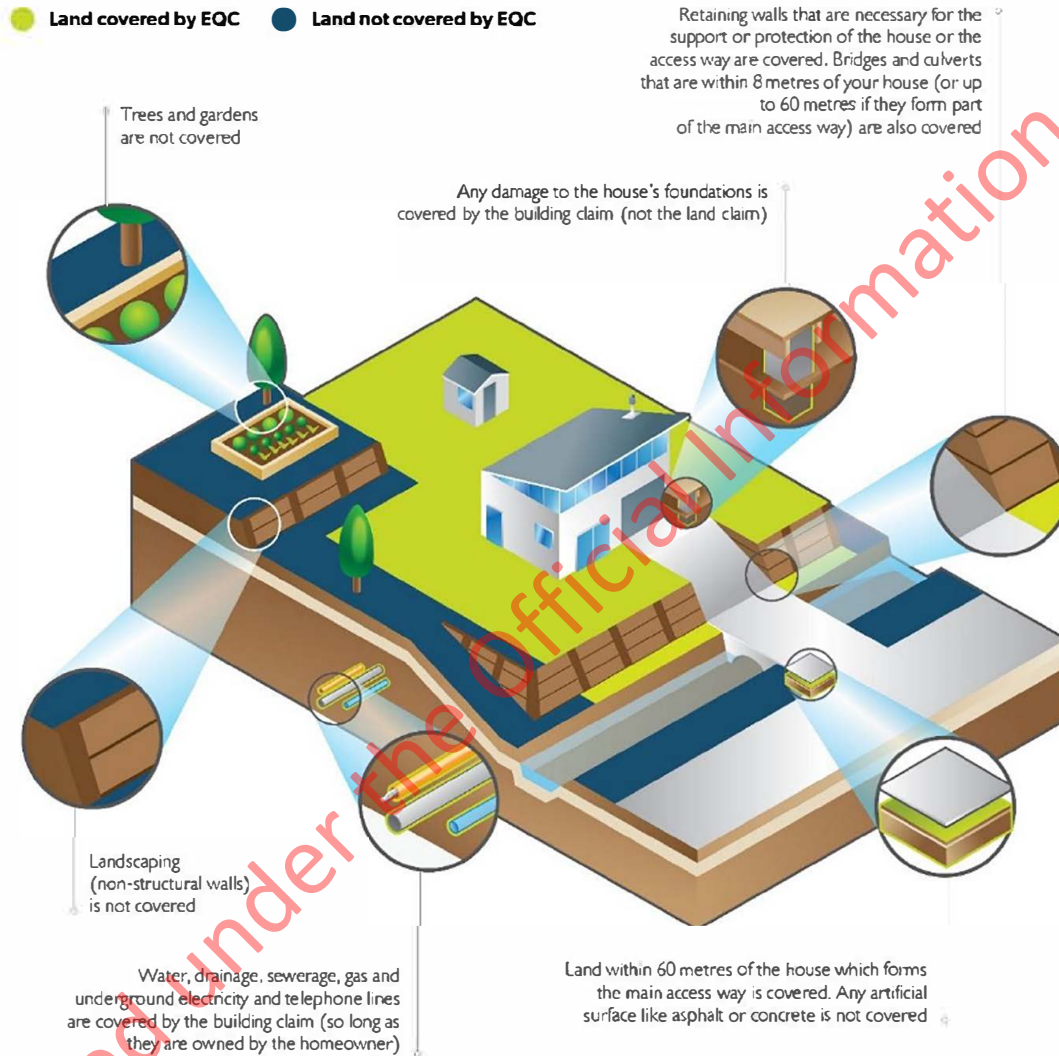 Land covered by EQC
Land not covered by EQC
Retaining walls that are necessary for the
support or protection of the house or the
access way are covered. Bridges and culverts
that are within 8 metres of your house (or up
to 60 metres if they form part
of the main access way) are also covered
Trees and gardens
are not covered
Any damage to the house's foundations is
covered by the building claim (not the land claim)
Landscaping
(non-structural walls)
is not covered
Water, drainage, sewerage, gas and
underground electricity and telephone lines
are covered by the building claim (so long as
they are owned by the homeowner)
Land within 60 metres of the house which forms
the main access way is covered. Any artificial
surface like asphalt or concrete is not covered
under the Official Information